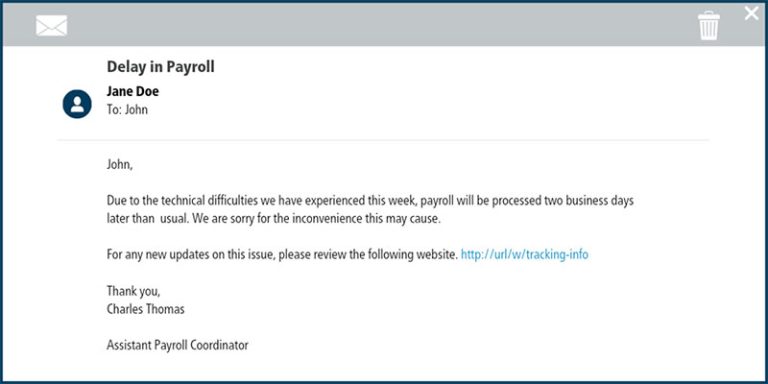 Delay in Payroll
Jane Doe
To: John
John,
Due to the technical difficulties we have experienced this week, payroll will be processed two business days
later than usual. We are sorry for the inconvenience this may cause.
For any new updates on this issue, please review the following website. http://url/w/tracking-info
Thank you,
Charles Thomas
Assistant Payroll Coordinator